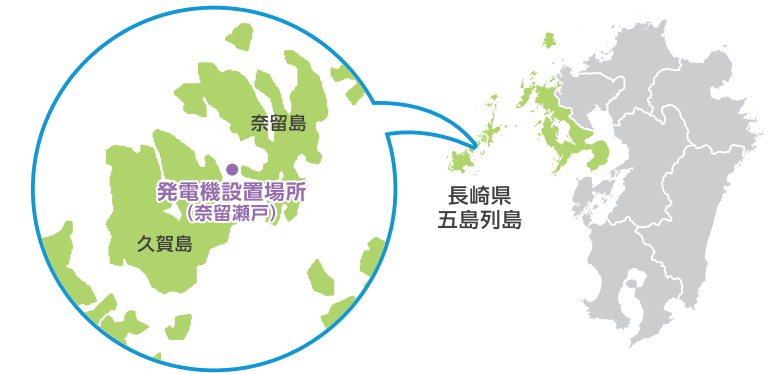 奈留島
発電機設置場所
（奈留瀬戸）
久賀島
長崎県
五島列島